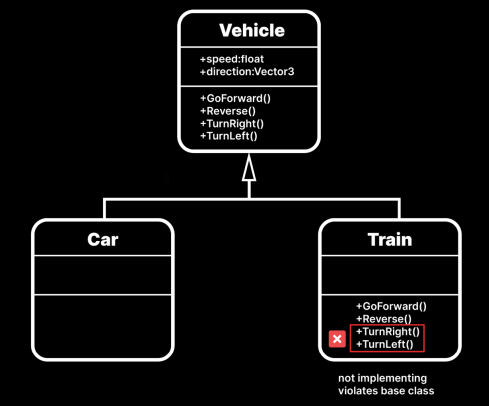 Vehicle
+speed:float
+direction:Vector3
+GoForward()
+Reverse()
+TurnRight()
+TurnLeft()
Car
Train
+GoForward()
+Reverse()
+TurnRight()
+TurnLeft()
not implementing
violates base class